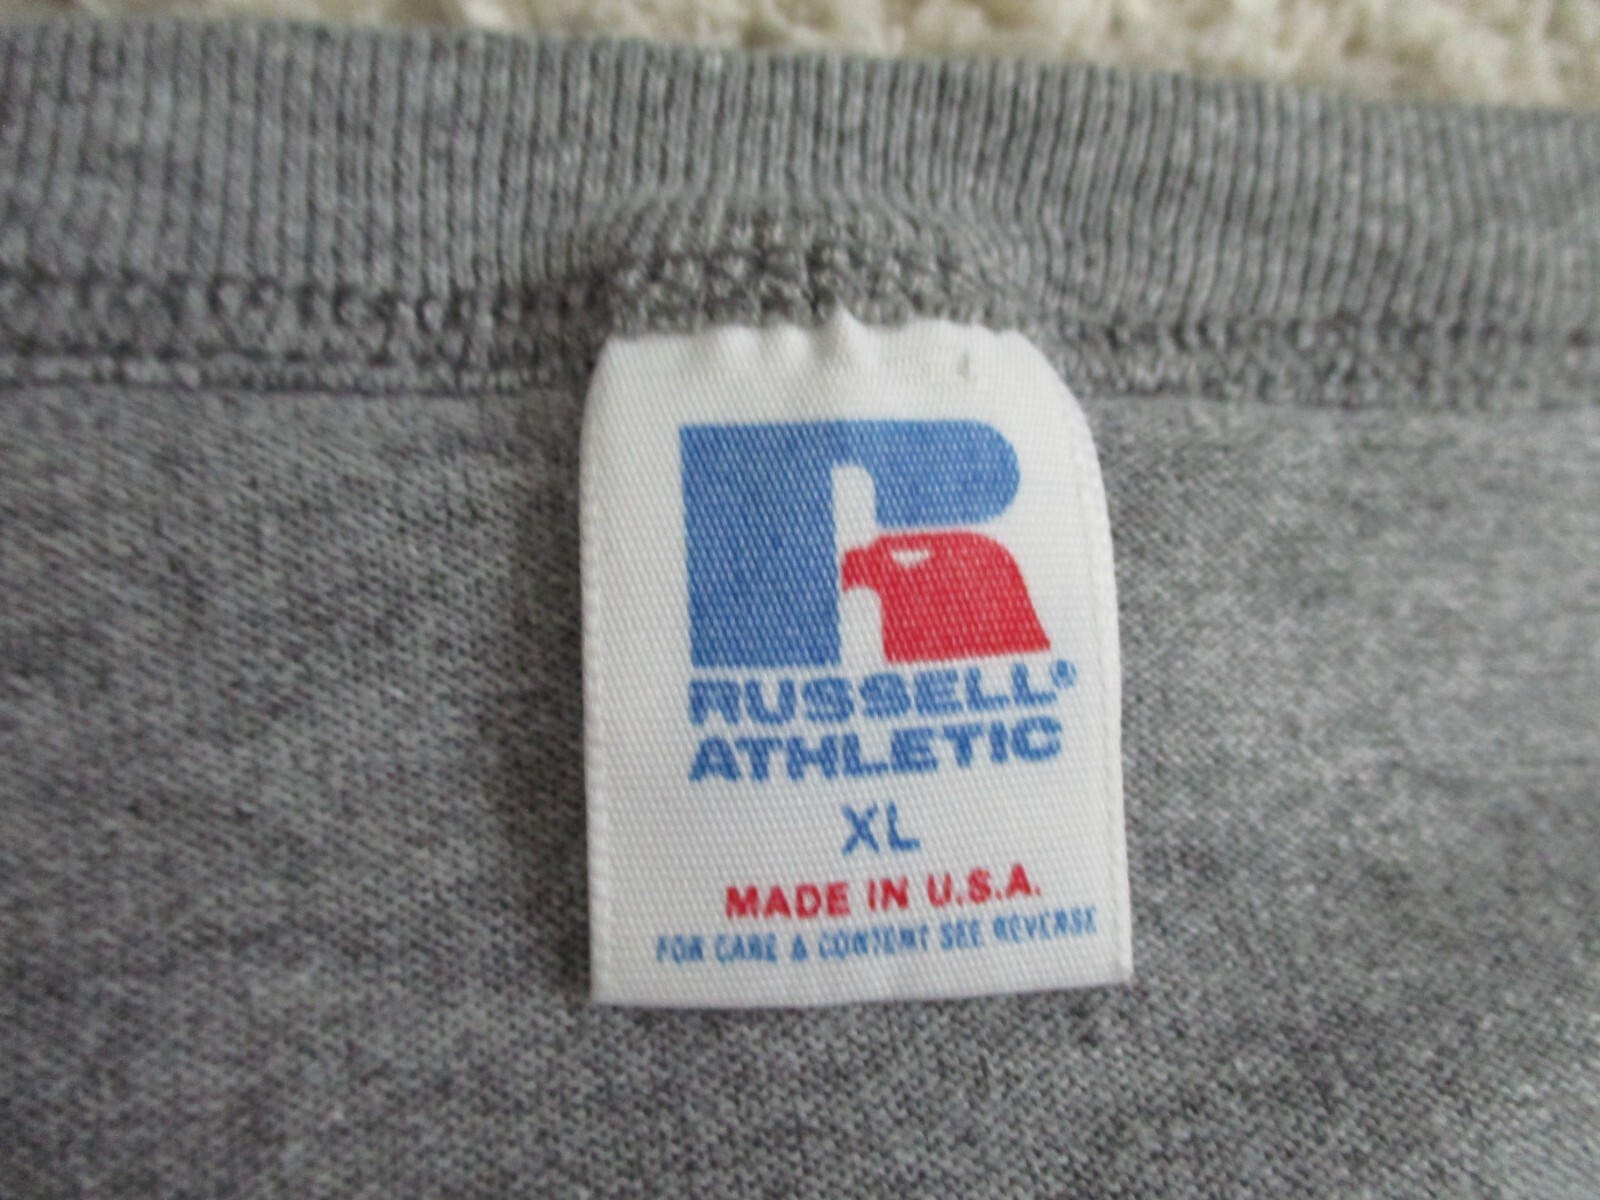 RUSSELL®
ATHLETIC
XL
MADE IN U.S.A.
FOR CARE & CONTENT SEE REVERSE